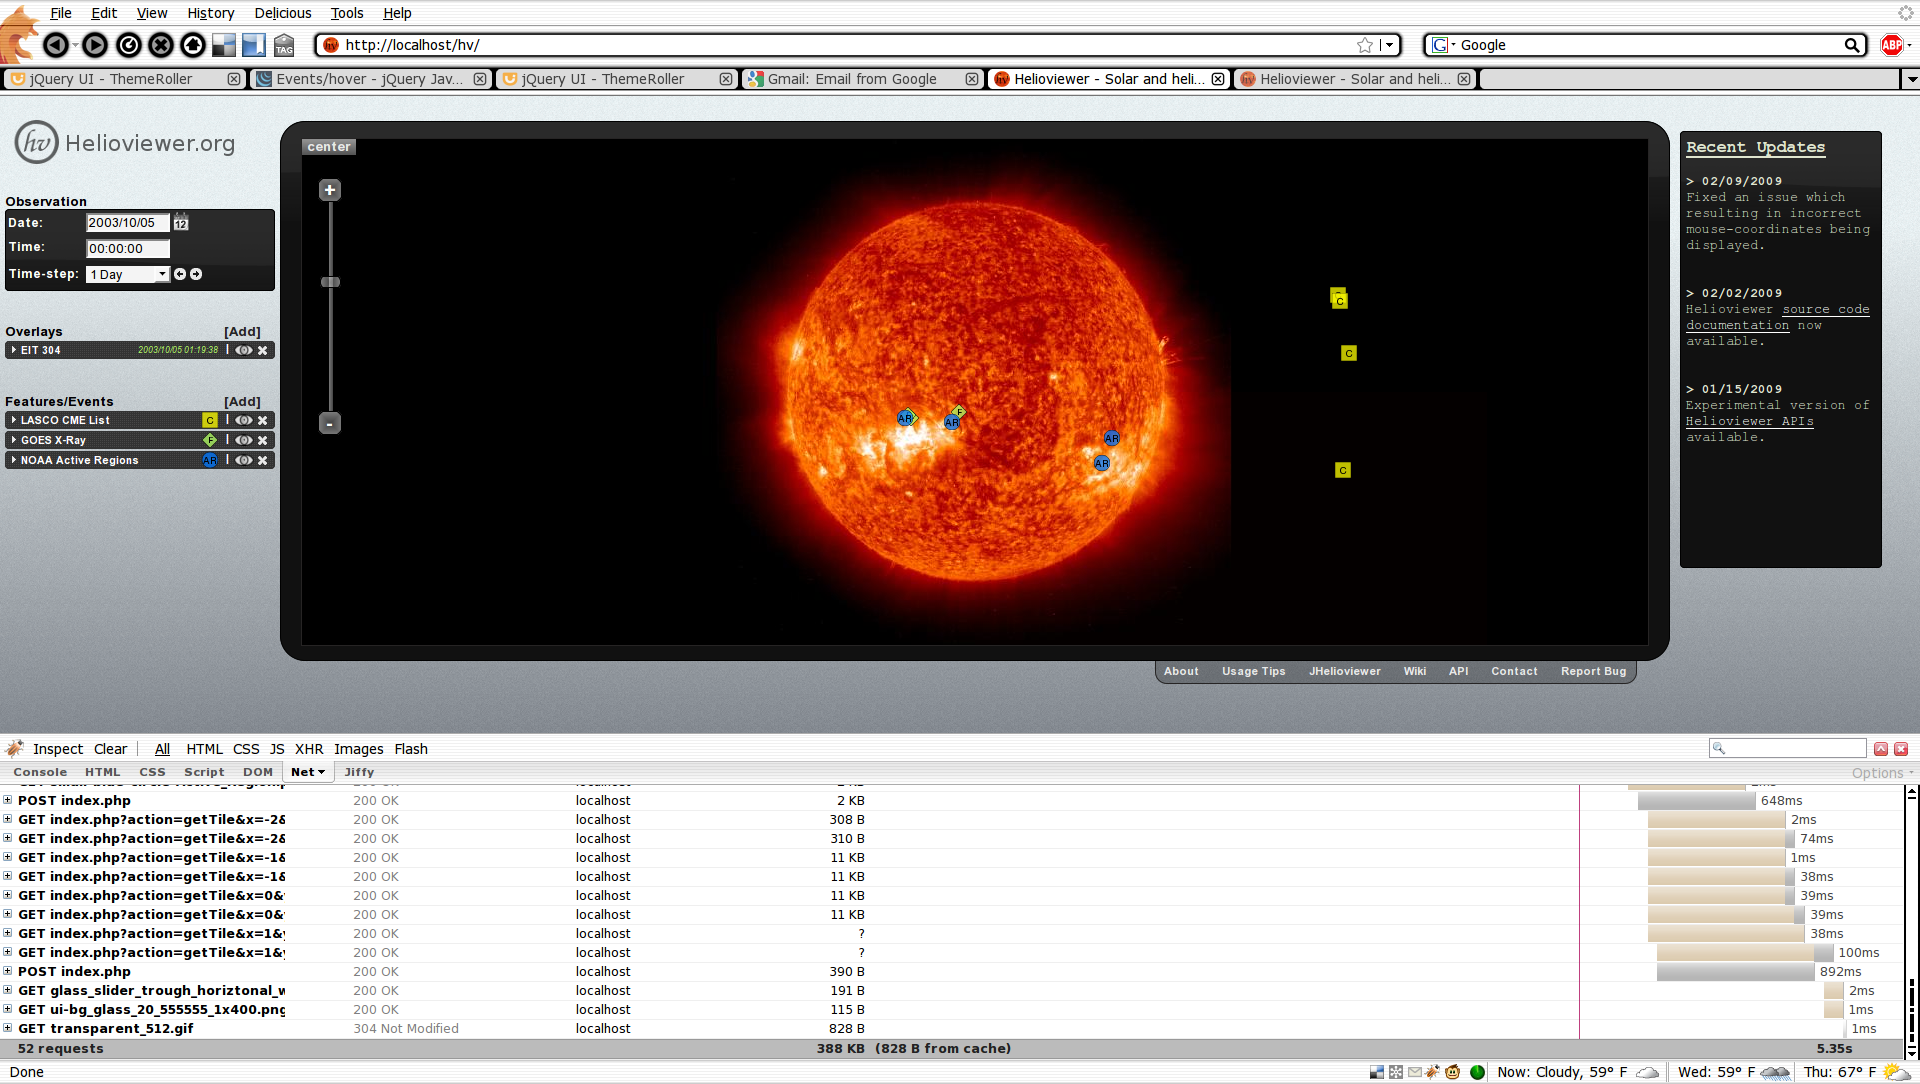 File Edit View History Delicious Tools Help
http://localhost/hv/
Google
ABP
TAG
jQuery UI - ThemeRoller
Events/hover - jQuery Jav...
jQuery UI - ThemeRoller
Gmail: Email from Google
Helioviewer - Solar and heli...
Helioviewer - Solar and heli...
hv Helioviewer.org
Observation
Date: 2003/10/05 12
Time: 00:00:00
Time-step: 1 Day
Overlays [Add]
EIT 304 2003/10/05 01:19:38
Features/Events [Add]
LASCO CME List C
GOES X-Ray F
NOAA Active Regions AR
center
+
-
AR
F
AR
AR
AR
C
C
C
Recent Updates
> 02/09/2009
Fixed an issue which
resulting in incorrect
mouse-coordinates being
displayed.
> 02/02/2009
Helioviewer source code
documentation now
available.
> 01/15/2009
Experimental version of
Helioviewer APIs
available.
About Usage Tips JHelioviewer Wiki API Contact Report Bug
Inspect Clear All HTML CSS JS XHR Images Flash
Console HTML CSS Script DOM Net Jiffy
Options
POST index.php 200 OK localhost 2 KB 648ms
GET index.php?action=getTile&x=-2& 200 OK localhost 308 B 2ms
GET index.php?action=getTile&x=-2& 200 OK localhost 310 B 74ms
GET index.php?action=getTile&x=-1& 200 OK localhost 11 KB 1ms
GET index.php?action=getTile&x=-1& 200 OK localhost 11 KB 38ms
GET index.php?action=getTile&x=0& 200 OK localhost 11 KB 39ms
GET index.php?action=getTile&x=0& 200 OK localhost 11 KB 39ms
GET index.php?action=getTile&x=1& 200 OK localhost ? 38ms
GET index.php?action=getTile&x=1& 200 OK localhost ? 100ms
POST index.php 200 OK localhost 390 B 892ms
GET glass_slider_trough_horiztonal_w 200 OK localhost 191 B 2ms
GET ui-bg_glass_20_555555_1x400.png 200 OK localhost 115 B 1ms
GET transparent_512.gif 304 Not Modified localhost 828 B 1ms
52 requests 388 KB (828 B from cache) 5.35s
Done
Now: Cloudy, 59° F Wed: 59° F Thu: 67° F